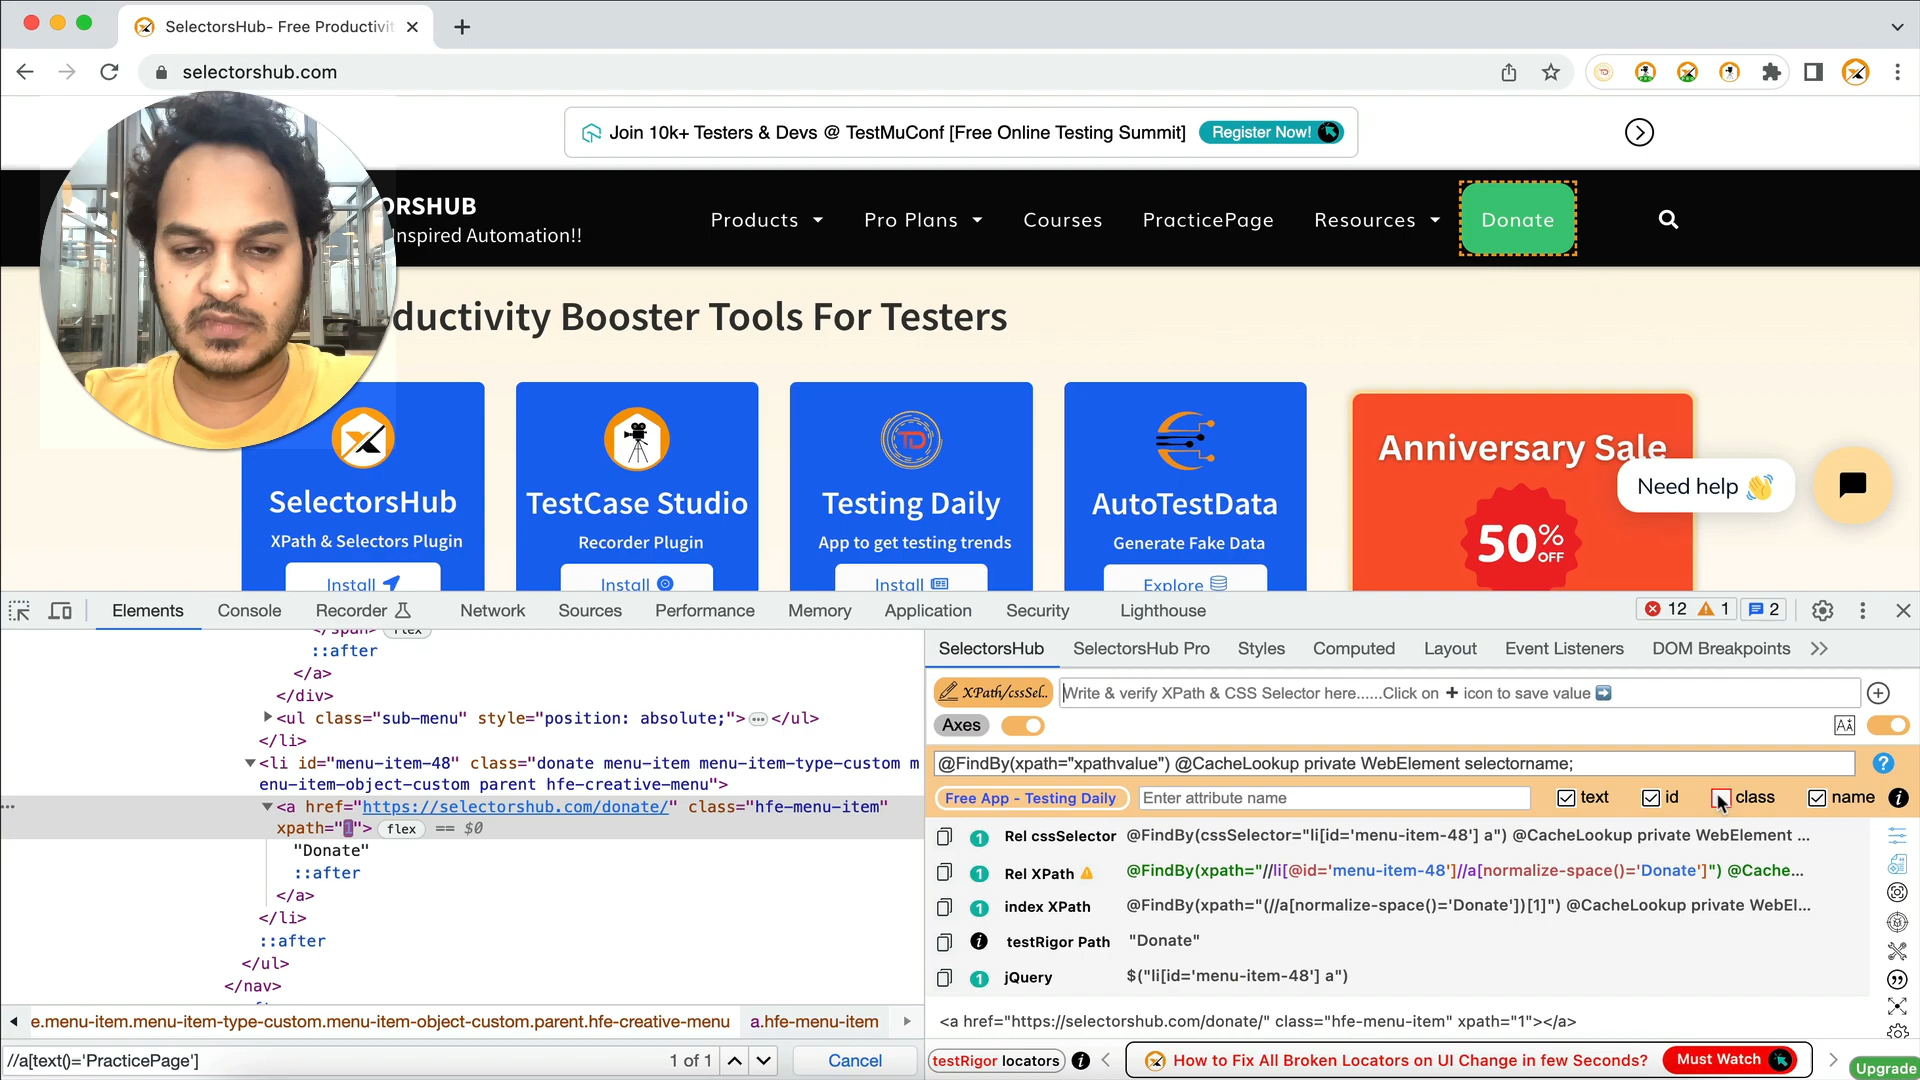 SelectorsHub- Free Productivit
selectorshub.com
Join 10k+ Testers & Devs @ TestMuConf [Free Online Testing Summit] Register Now!
ORSHUB
Inspired Automation!!
Products
Pro Plans
Courses
PracticePage
Resources
Donate
ductivity Booster Tools For Testers
SelectorsHub
XPath & Selectors Plugin
Install
TestCase Studio
Recorder Plugin
Install
Testing Daily
App to get testing trends
Install
AutoTestData
Generate Fake Data
Explore
Anniversary Sale
50% OFF
Need help 👋
Elements Console Recorder Network Sources Performance Memory Application Security Lighthouse 12 1 2
</span> flex
::after
</a>
</div>
<ul class="sub-menu" style="position: absolute;"> … </ul>
</li>
<li id="menu-item-48" class="donate menu-item menu-item-type-custom m
enu-item-object-custom parent hfe-creative-menu">
<a href="https://selectorshub.com/donate/" class="hfe-menu-item"
xpath="1"> flex == $0
"Donate"
::after
</a>
</li>
::after
</ul>
</nav>
e.menu-item.menu-item-type-custom.menu-item-object-custom.parent.hfe-creative-menu a.hfe-menu-item
//a[text()='PracticePage'] 1 of 1 Cancel
SelectorsHub SelectorsHub Pro Styles Computed Layout Event Listeners DOM Breakpoints
XPath/cssSel.. Write & verify XPath & CSS Selector here......Click on + icon to save value ➡
Axes
@FindBy(xpath="xpathvalue") @CacheLookup private WebElement selectorname;
Free App - Testing Daily Enter attribute name text id class name
1 Rel cssSelector @FindBy(cssSelector="li[id='menu-item-48'] a") @CacheLookup private WebElement ...
1 Rel XPath @FindBy(xpath="//li[@id='menu-item-48']//a[normalize-space()='Donate']") @Cache...
1 index XPath @FindBy(xpath="(//a[normalize-space()='Donate'])[1]") @CacheLookup private WebEl...
testRigor Path "Donate"
1 jQuery $("li[id='menu-item-48'] a")
<a href="https://selectorshub.com/donate/" class="hfe-menu-item" xpath="1"></a>
testRigor locators How to Fix All Broken Locators on UI Change in few Seconds? Must Watch
Upgrade